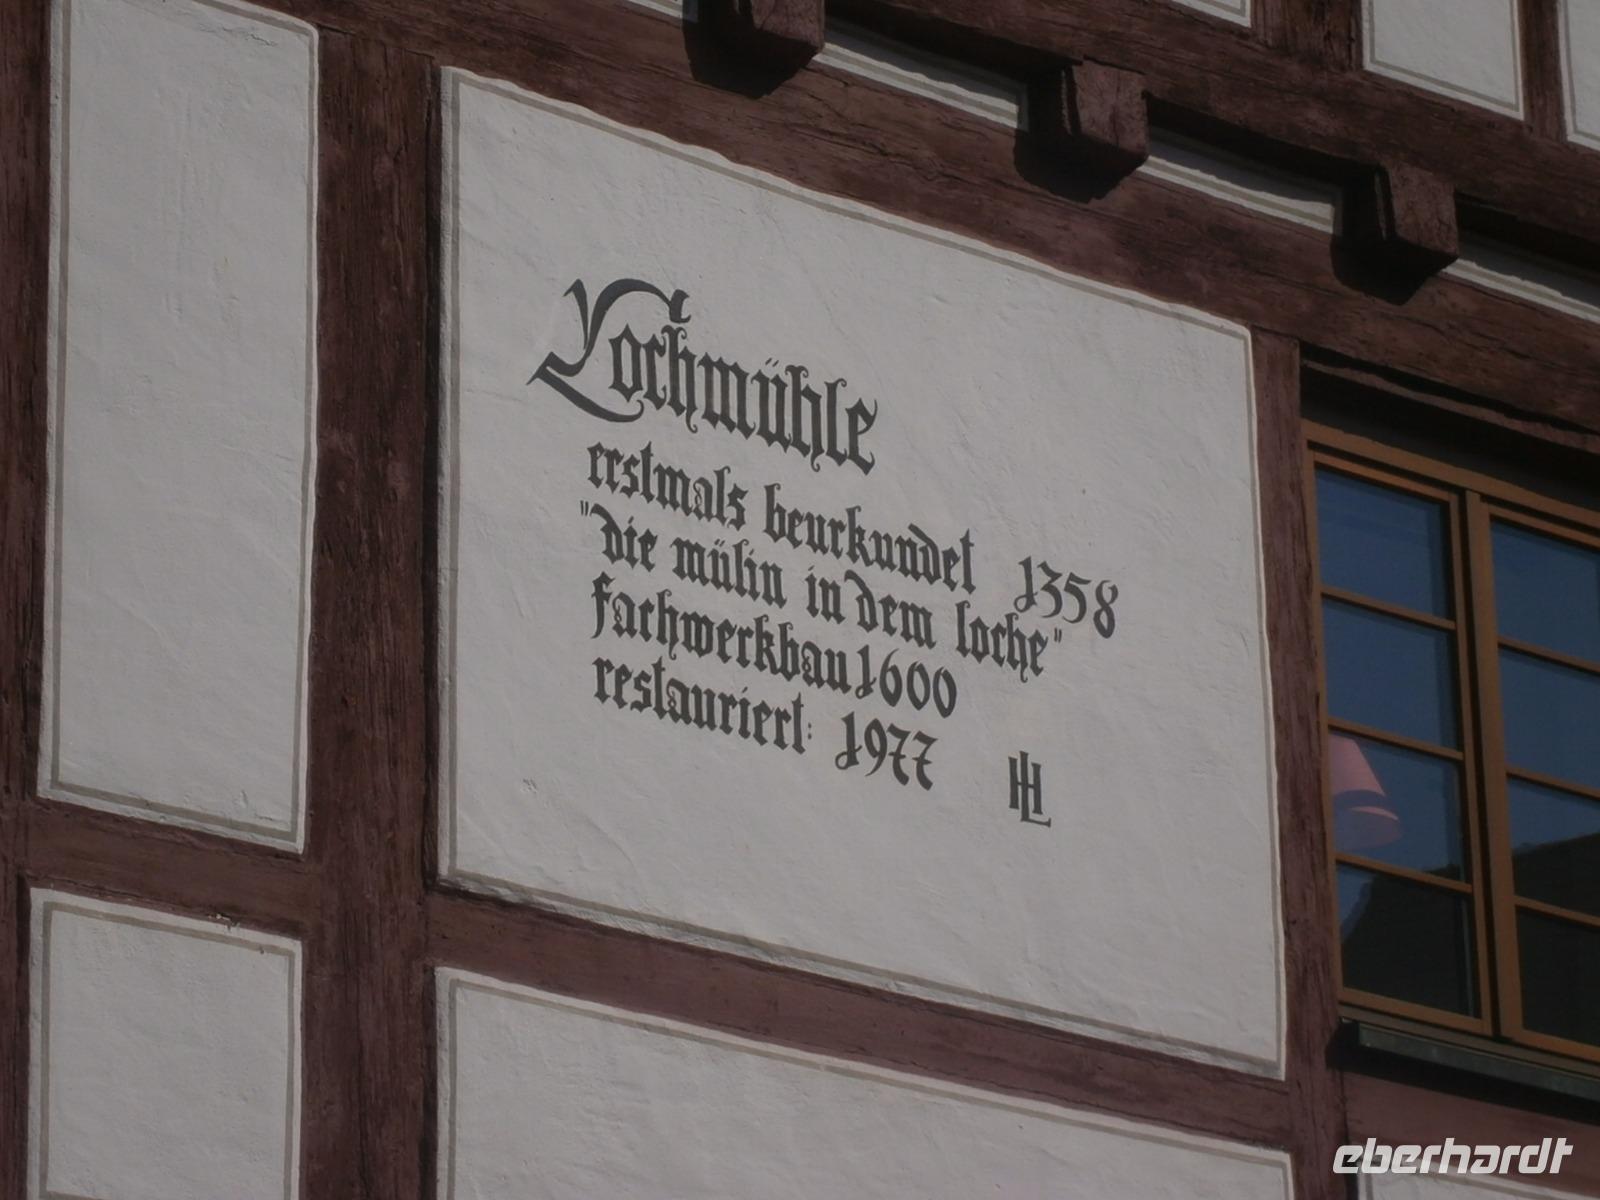 Lochmühle
erstmals beurkundet 1358
"die mülin in dem loche"
fachwerkbau 1600
restauriert: 1977
HL
eberhardt